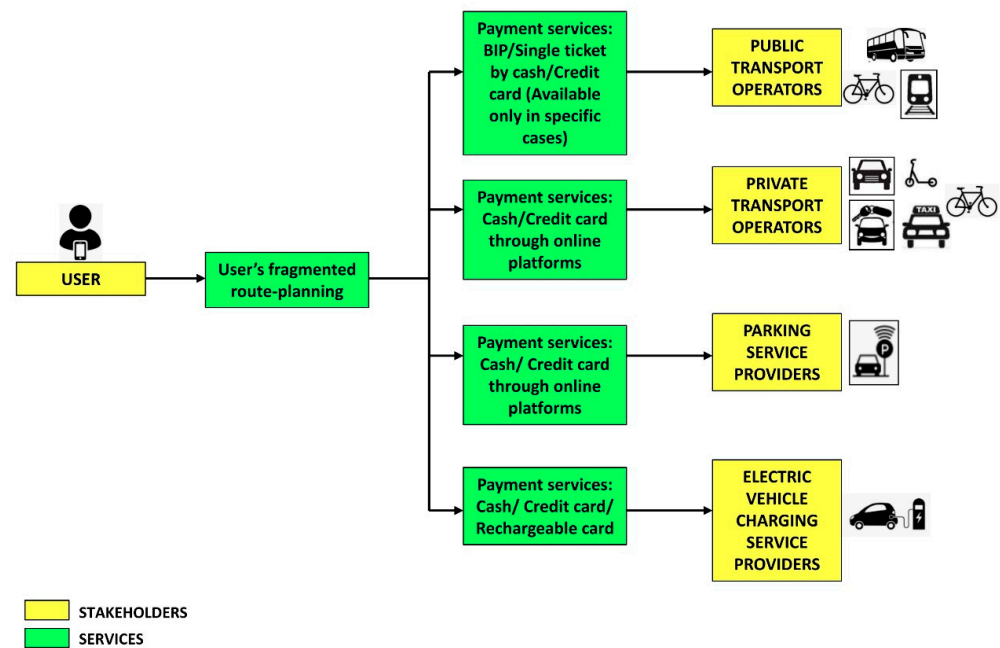 Payment services:
BIP/Single ticket
by cash/Credit
card (Available
only in specific
cases)
PUBLIC
TRANSPORT
OPERATORS
Payment services:
Cash/Credit card
through online
platforms
PRIVATE
TRANSPORT
OPERATORS
TAXI
USER
User’s fragmented
route-planning
Payment services:
Cash/ Credit card
through online
platforms
PARKING
SERVICE
PROVIDERS
P
Payment services:
Cash/ Credit card/
Rechargeable card
ELECTRIC
VEHICLE
CHARGING
SERVICE
PROVIDERS
STAKEHOLDERS
SERVICES